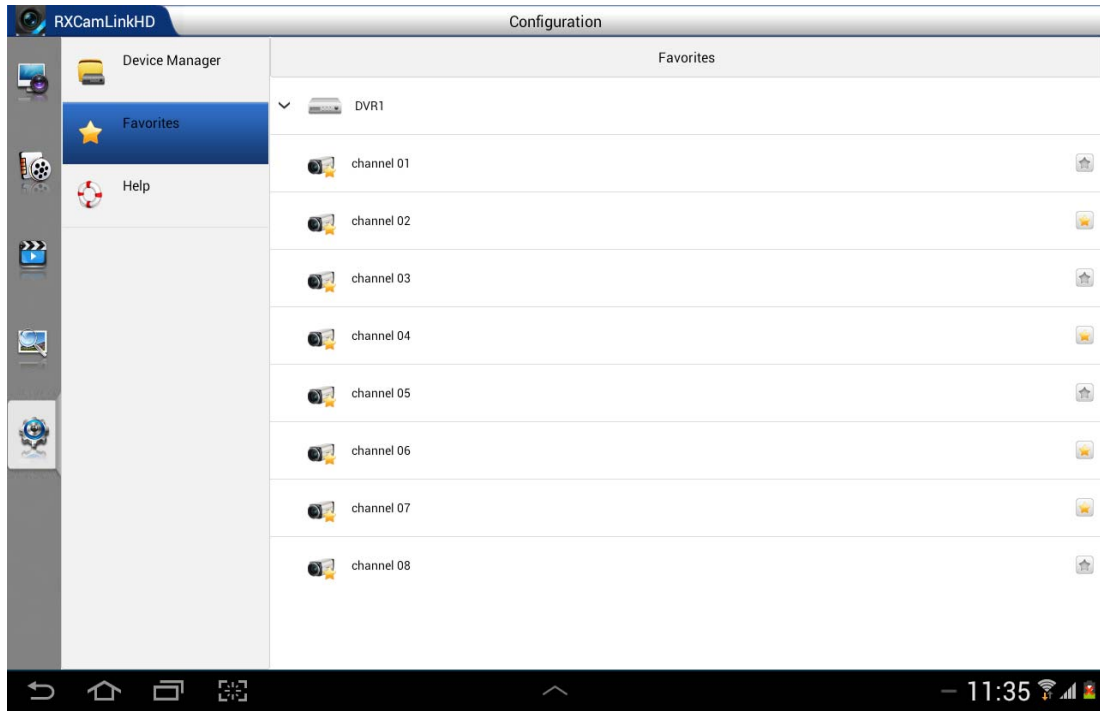 RXCamLinkHD
Configuration
Device Manager
Favorites
Help
Favorites
DVR1
channel 01
channel 02
channel 03
channel 04
channel 05
channel 06
channel 07
channel 08
11:35